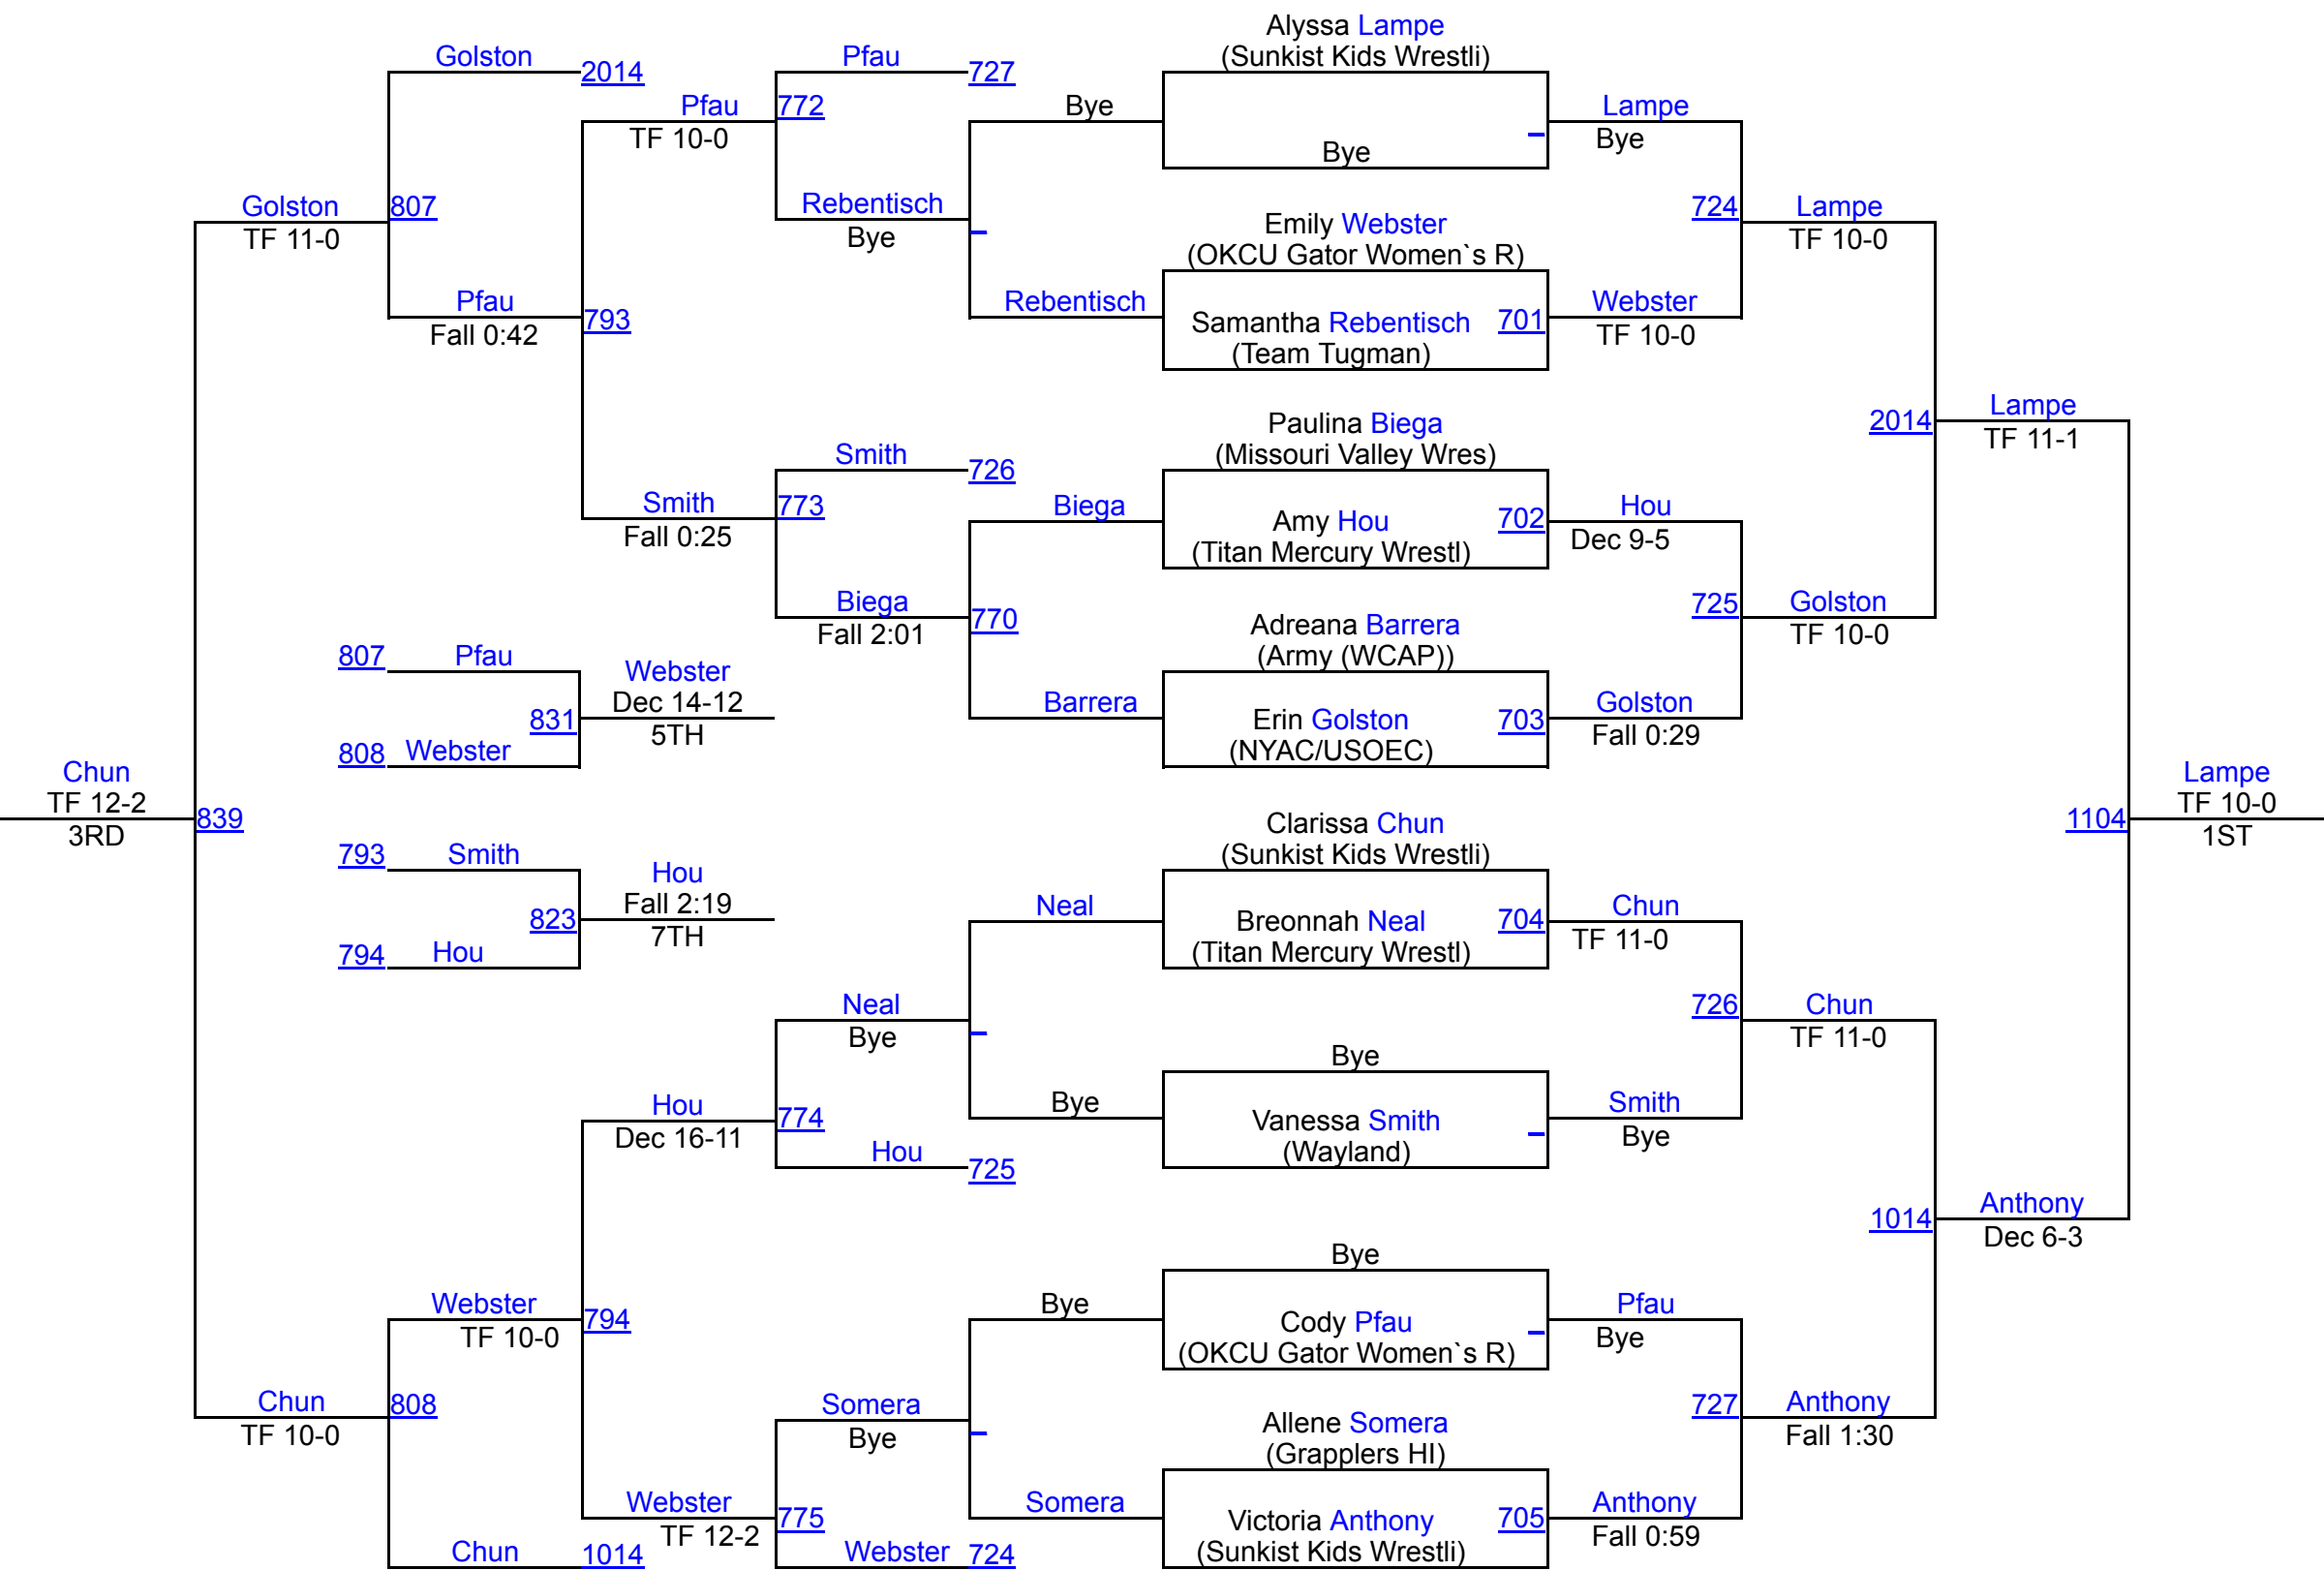 Alyssa Lampe
(Sunkist Kids Wrestli)
Golston
2014
Pfau
727
Pfau
772
TF 10-0
Bye
Bye
Lampe
Bye
Golston
807
TF 11-0
Rebentisch
Bye
Emily Webster
(OKCU Gator Women`s R)
724
Lampe
TF 10-0
Pfau
Fall 0:42
793
Rebentisch
Samantha Rebentisch
701
(Team Tugman)
Webster
TF 10-0
Paulina Biega
(Missouri Valley Wres)
2014
Lampe
TF 11-1
Smith
726
Smith
773
Fall 0:25
Biega
Amy Hou
702
(Titan Mercury Wrestl)
Hou
Dec 9-5
Biega
770
Fall 2:01
Adreana Barrera
(Army (WCAP))
725
Golston
TF 10-0
807
Pfau
Webster
Dec 14-12
831
5TH
808
Webster
Barrera
Erin Golston
703
(NYAC/USOEC)
Golston
Fall 0:29
Chun
TF 12-2
839
3RD
Clarissa Chun
(Sunkist Kids Wrestli)
Lampe
TF 10-0
1104
1ST
793
Smith
Hou
Fall 2:19
823
7TH
794
Hou
Neal
Breonnah Neal
704
(Titan Mercury Wrestl)
Chun
TF 11-0
Neal
Bye
Bye
726
Chun
TF 11-0
Hou
774
Dec 16-11
Bye
Vanessa Smith
(Wayland)
Smith
Bye
Hou
725
Bye
1014
Anthony
Dec 6-3
Webster
794
TF 10-0
Bye
Cody Pfau
(OKCU Gator Women`s R)
Pfau
Bye
Chun
808
TF 10-0
Somera
Bye
Allene Somera
(Grapplers HI)
727
Anthony
Fall 1:30
Webster
775
TF 12-2
Somera
Victoria Anthony
705
(Sunkist Kids Wrestli)
Anthony
Fall 0:59
Chun
1014
Webster
724